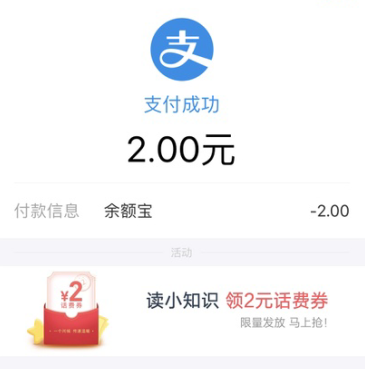 支
支付成功
2.00元
付款信息 余额宝 -2.00
活动
¥2
话费券
读小知识 领2元话费券
限量发放 马上抢!